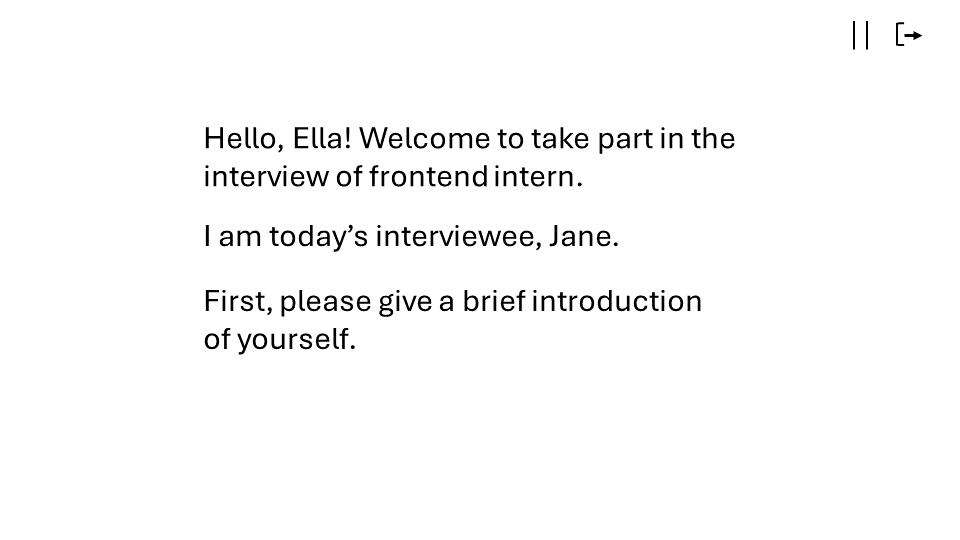 Hello, Ella! Welcome to take part in the
interview of frontend intern.
I am today’s interviewee, Jane.
First, please give a brief introduction
of yourself.